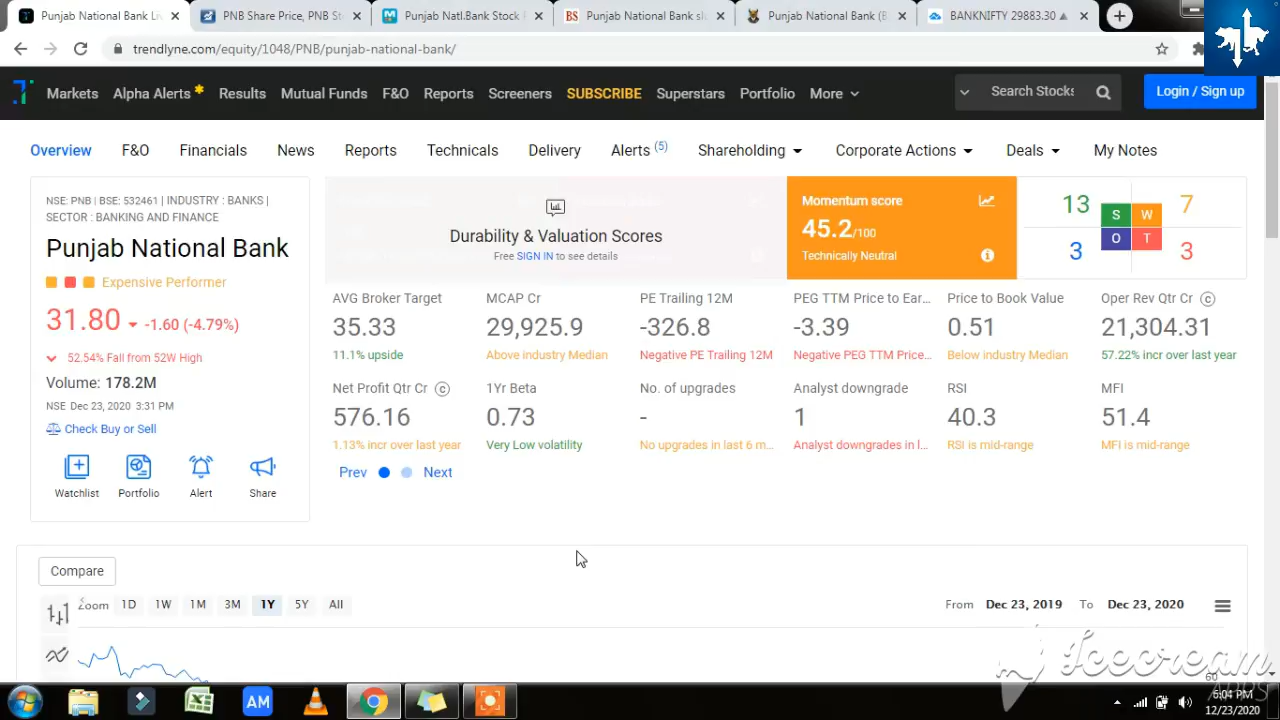 Punjab National Bank Liv
PNB Share Price, PNB St
Punjab Natl.Bank Stock P
BS Punjab National Bank sl
Punjab National Bank (B
BANKNIFTY 29883.30 ▲
trendlyne.com/equity/1048/PNB/punjab-national-bank/
Markets Alpha Alerts Results Mutual Funds F&O Reports Screeners SUBSCRIBE Superstars Portfolio More Search Stocks Login / Sign up
Overview F&O Financials News Reports Technicals Delivery Alerts (5) Shareholding Corporate Actions Deals My Notes
NSE: PNB | BSE: 532461 | INDUSTRY : BANKS |
SECTOR : BANKING AND FINANCE
Punjab National Bank
Expensive Performer
31.80 -1.60 (-4.79%)
52.54% Fall from 52W High
Volume: 178.2M
NSE Dec 23, 2020 3:31 PM
Check Buy or Sell
Watchlist Portfolio Alert Share
Durability & Valuation Scores
Free SIGN IN to see details
Momentum score
45.2/100
Technically Neutral
13 S W 7
3 O T 3
AVG Broker Target
35.33
11.1% upside
MCAP Cr
29,925.9
Above industry Median
PE Trailing 12M
-326.8
Negative PE Trailing 12M
PEG TTM Price to Ear...
-3.39
Negative PEG TTM Price...
Price to Book Value
0.51
Below industry Median
Oper Rev Qtr Cr C
21,304.31
57.22% incr over last year
Net Profit Qtr Cr C
576.16
1.13% incr over last year
1Yr Beta
0.73
Very Low volatility
No. of upgrades
-
No upgrades in last 6 m...
Analyst downgrade
1
Analyst downgrades in l...
RSI
40.3
RSI is mid-range
MFI
51.4
MFI is mid-range
Prev Next
Compare
Zoom 1D 1W 1M 3M 1Y 5Y All
From Dec 23, 2019 To Dec 23, 2020
60
Icecream
APPS
AM
6:04 PM
12/23/2020